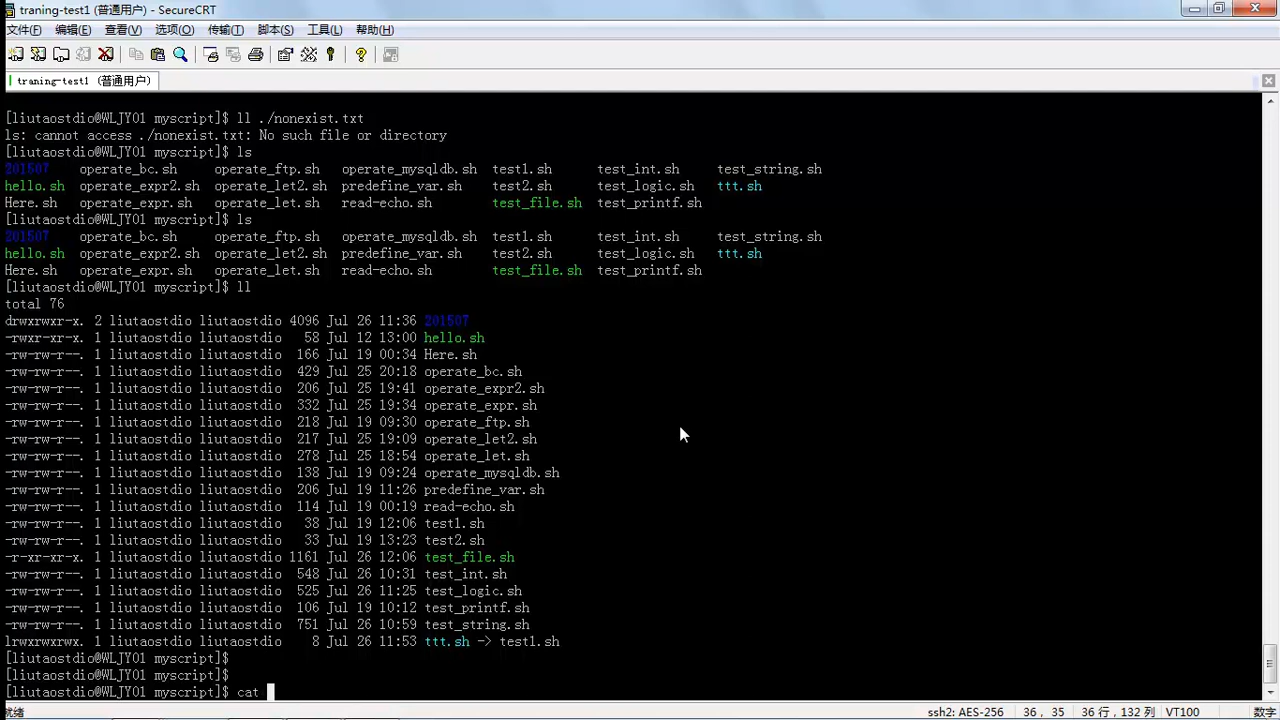 traning-test1 (普通用户) - SecureCRT
文件(F) 编辑(E) 查看(V) 选项(O) 传输(T) 脚本(S) 工具(L) 帮助(H)
traning-test1 (普通用户)
[liutaostdio@WLJY01 myscript]$ ll ./nonexist.txt
ls: cannot access ./nonexist.txt: No such file or directory
[liutaostdio@WLJY01 myscript]$ ls
201507 operate_bc.sh operate_ftp.sh operate_mysqldb.sh test1.sh test_int.sh test_string.sh
hello.sh operate_expr2.sh operate_let2.sh predefine_var.sh test2.sh test_logic.sh ttt.sh
Here.sh operate_expr.sh operate_let.sh read-echo.sh test_file.sh test_printf.sh
[liutaostdio@WLJY01 myscript]$ ls
201507 operate_bc.sh operate_ftp.sh operate_mysqldb.sh test1.sh test_int.sh test_string.sh
hello.sh operate_expr2.sh operate_let2.sh predefine_var.sh test2.sh test_logic.sh ttt.sh
Here.sh operate_expr.sh operate_let.sh read-echo.sh test_file.sh test_printf.sh
[liutaostdio@WLJY01 myscript]$ ll
total 76
drwxrwxr-x. 2 liutaostdio liutaostdio 4096 Jul 26 11:36 201507
-rwxr-xr-x. 1 liutaostdio liutaostdio 58 Jul 12 13:00 hello.sh
-rw-rw-r--. 1 liutaostdio liutaostdio 166 Jul 19 00:34 Here.sh
-rw-rw-r--. 1 liutaostdio liutaostdio 429 Jul 25 20:18 operate_bc.sh
-rw-rw-r--. 1 liutaostdio liutaostdio 206 Jul 25 19:41 operate_expr2.sh
-rw-rw-r--. 1 liutaostdio liutaostdio 332 Jul 25 19:34 operate_expr.sh
-rw-rw-r--. 1 liutaostdio liutaostdio 218 Jul 19 09:30 operate_ftp.sh
-rw-rw-r--. 1 liutaostdio liutaostdio 217 Jul 25 19:09 operate_let2.sh
-rw-rw-r--. 1 liutaostdio liutaostdio 278 Jul 25 18:54 operate_let.sh
-rw-rw-r--. 1 liutaostdio liutaostdio 138 Jul 19 09:24 operate_mysqldb.sh
-rw-rw-r--. 1 liutaostdio liutaostdio 206 Jul 19 11:26 predefine_var.sh
-rw-rw-r--. 1 liutaostdio liutaostdio 114 Jul 19 00:19 read-echo.sh
-rw-rw-r--. 1 liutaostdio liutaostdio 38 Jul 19 12:06 test1.sh
-rw-rw-r--. 1 liutaostdio liutaostdio 33 Jul 19 13:23 test2.sh
-r-xr-xr-x. 1 liutaostdio liutaostdio 1161 Jul 26 12:06 test_file.sh
-rw-rw-r--. 1 liutaostdio liutaostdio 548 Jul 26 10:31 test_int.sh
-rw-rw-r--. 1 liutaostdio liutaostdio 525 Jul 26 11:25 test_logic.sh
-rw-rw-r--. 1 liutaostdio liutaostdio 106 Jul 19 10:12 test_printf.sh
-rw-rw-r--. 1 liutaostdio liutaostdio 751 Jul 26 10:59 test_string.sh
lrwxrwxrwx. 1 liutaostdio liutaostdio 8 Jul 26 11:53 ttt.sh -> test1.sh
[liutaostdio@WLJY01 myscript]$
[liutaostdio@WLJY01 myscript]$
[liutaostdio@WLJY01 myscript]$ cat
就绪 ssh2: AES-256 36, 35 36 行, 132 列 VT100 数字